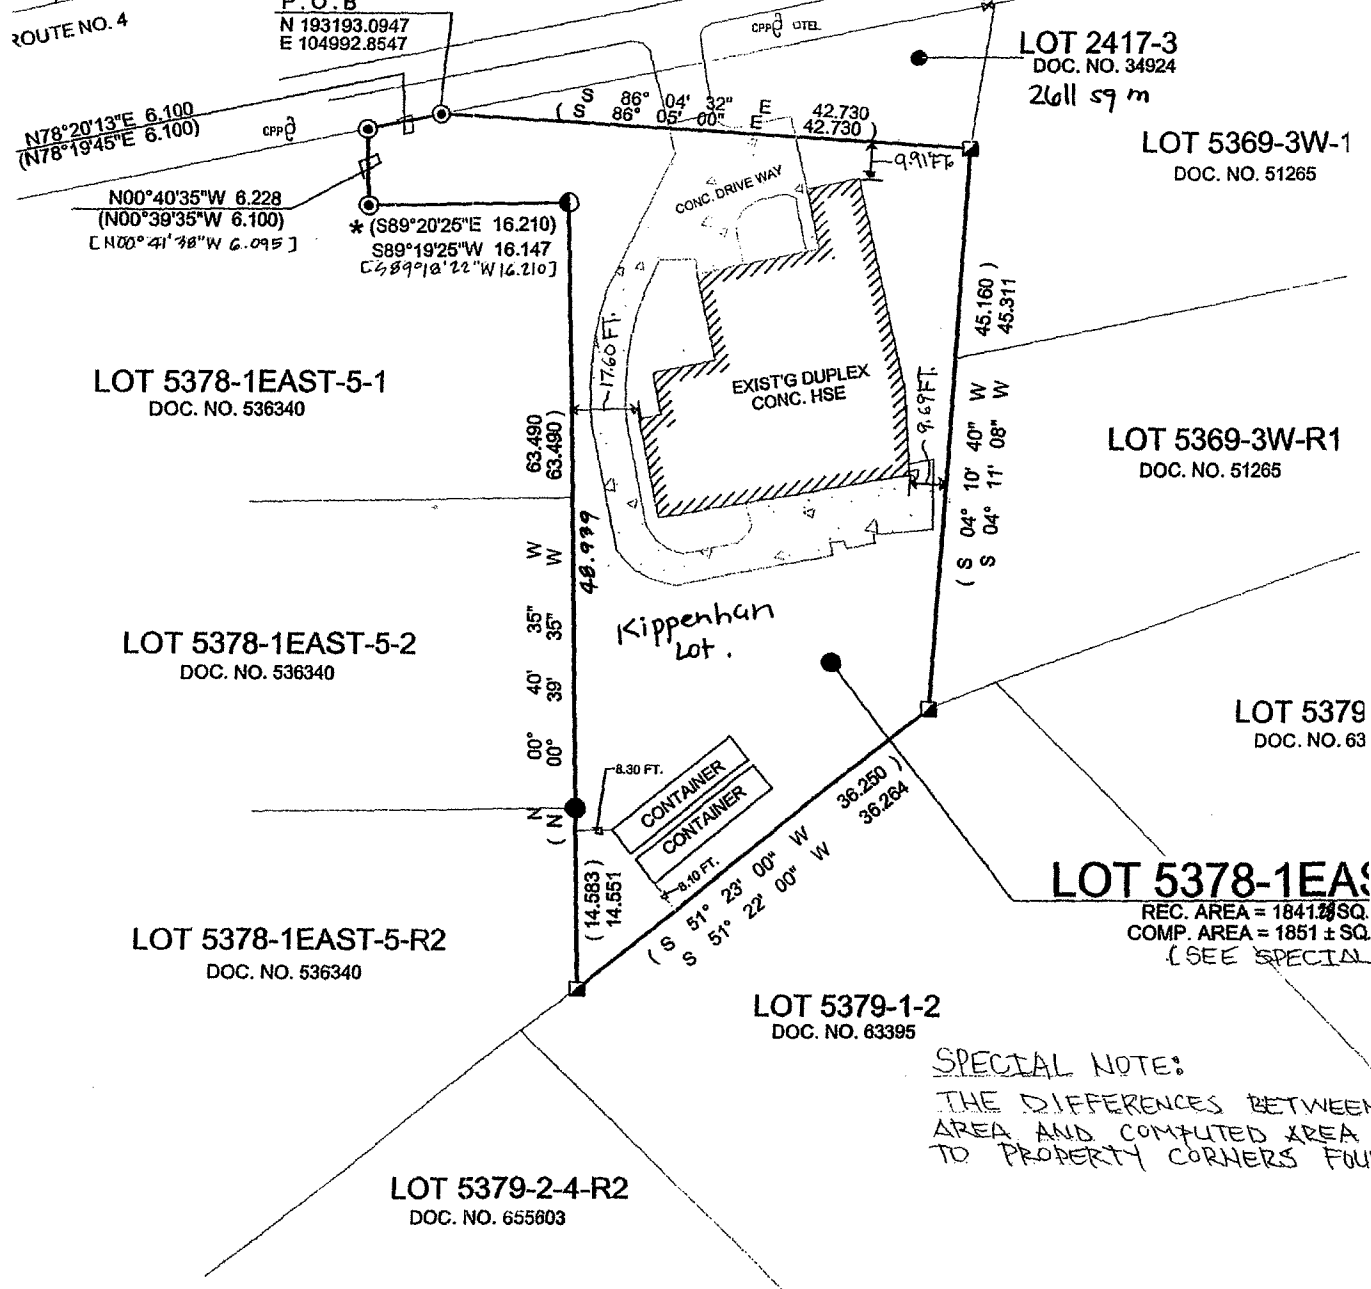 ROUTE NO. 4
P.O.B
N 193193.0947
E 104992.8547
CPP
UTEL
LOT 2417-3
DOC. NO. 34924
2611 sq m
LOT 5369-3W-1
DOC. NO. 51265
N78°20'13"E 6.100
(N78°19'45"E 6.100)
CPP
( S 86° 04' 32" E 42.730
S 86° 05' 00" E 42.730 )
9.91 Ft
N00°40'35"W 6.228
(N00°39'35"W 6.100)
[N00°41'38"W 6.095]
* (S89°20'25"E 16.210)
S89°19'25"W 16.147
[S89°18'22"W 16.210]
CONC. DRIVE WAY
45.160 )
45.311
( S 04° 10' 40" W
S 04° 11' 08" W
17.60 FT.
EXIST'G DUPLEX
CONC. HSE
9.69 FT.
LOT 5378-1EAST-5-1
DOC. NO. 536340
LOT 5369-3W-R1
DOC. NO. 51265
63.490
63.490 )
N 00° 40' 35" W
( N 00° 39' 35" W
48.939
Kippenhan
Lot .
LOT 5378-1EAST-5-2
DOC. NO. 536340
LOT 5379
DOC. NO. 63
8.30 FT.
CONTAINER
CONTAINER
8.10 FT.
36.250 )
36.264
( S 51° 23' 00" W
S 51° 22' 00" W
( 14.583 )
14.551
LOT 5378-1EAS
REC. AREA = 1841. SQ.
COMP. AREA = 1851 ± SQ.
(SEE SPECIAL
LOT 5378-1EAST-5-R2
DOC. NO. 536340
LOT 5379-1-2
DOC. NO. 63395
SPECIAL NOTE:
THE DIFFERENCES BETWEEN
AREA AND COMPUTED AREA
TO PROPERTY CORNERS FOU
LOT 5379-2-4-R2
DOC. NO. 655603